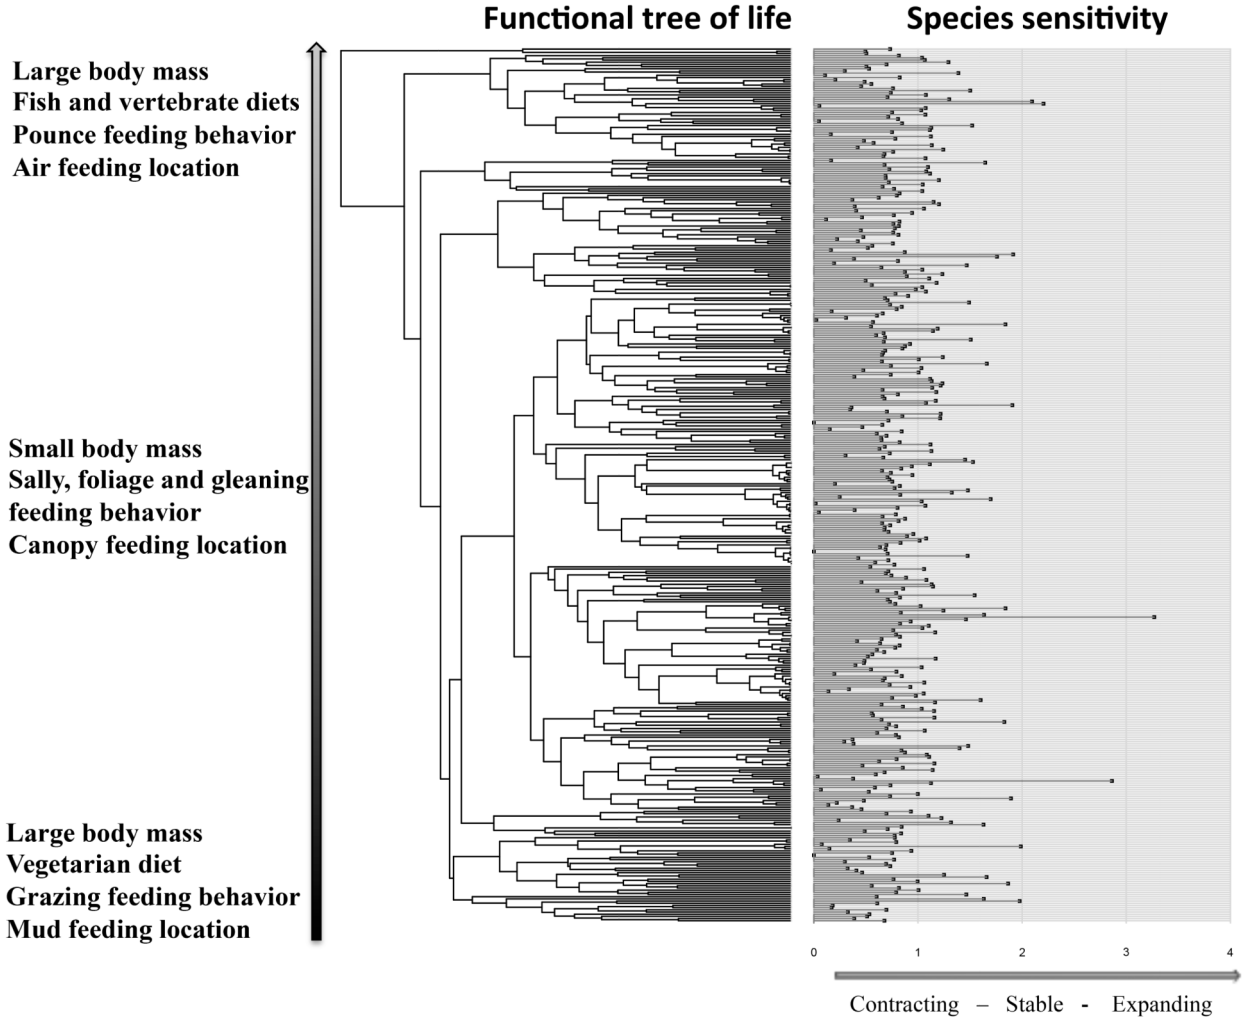 Functional tree of life
Species sensitivity
Large body mass
Fish and vertebrate diets
Pounce feeding behavior
Air feeding location
Small body mass
Sally, foliage and gleaning
feeding behavior
Canopy feeding location
Large body mass
Vegetarian diet
Grazing feeding behavior
Mud feeding location
0 1 2 3 4
Contracting – Stable - Expanding